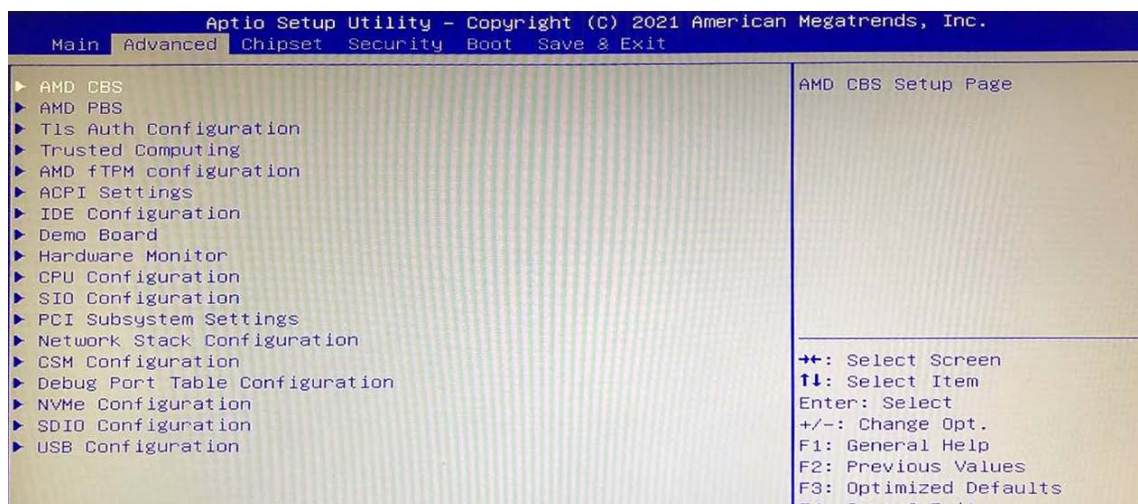 Aptio Setup Utility – Copyright (C) 2021 American Megatrends, Inc.
Main Advanced Chipset Security Boot Save & Exit
▶ AMD CBS
▶ AMD PBS
▶ Tls Auth Configuration
▶ Trusted Computing
▶ AMD fTPM configuration
▶ ACPI Settings
▶ IDE Configuration
▶ Demo Board
▶ Hardware Monitor
▶ CPU Configuration
▶ SIO Configuration
▶ PCI Subsystem Settings
▶ Network Stack Configuration
▶ CSM Configuration
▶ Debug Port Table Configuration
▶ NVMe Configuration
▶ SDIO Configuration
▶ USB Configuration
AMD CBS Setup Page
→←: Select Screen
↑↓: Select Item
Enter: Select
+/-: Change Opt.
F1: General Help
F2: Previous Values
F3: Optimized Defaults